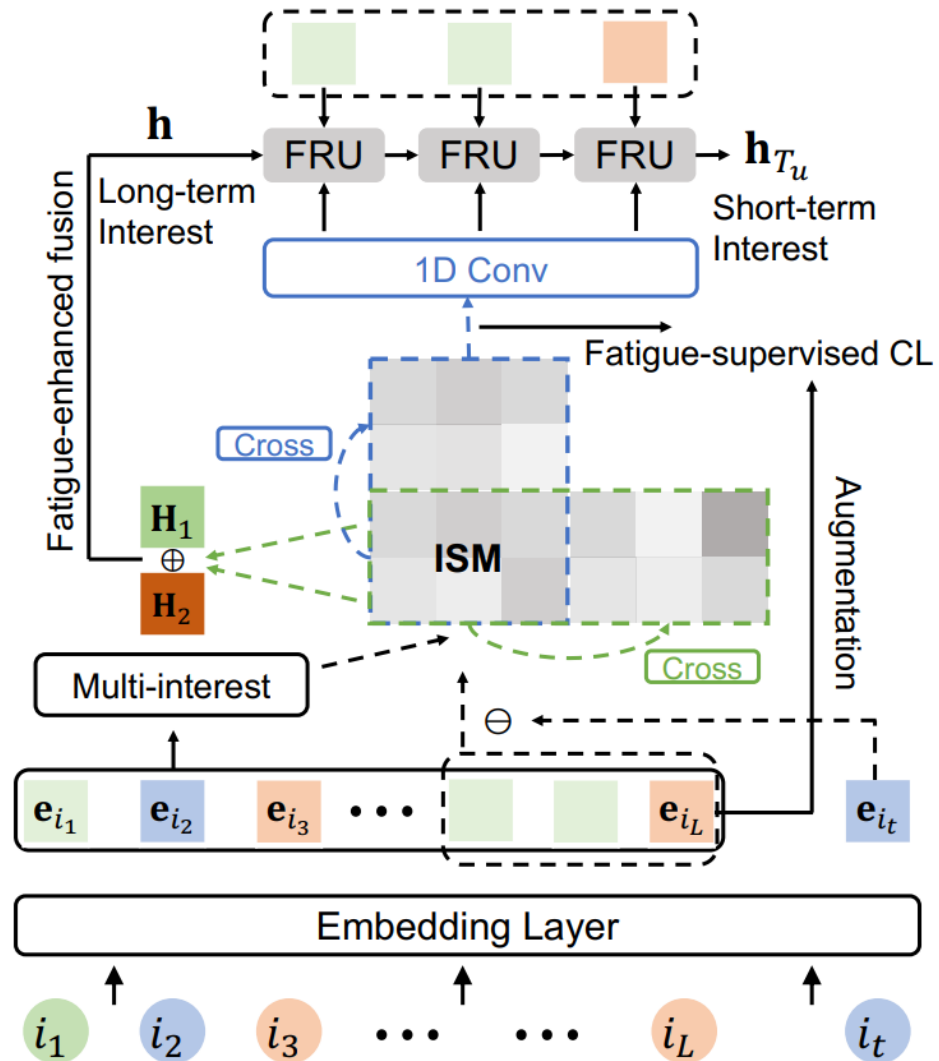 h
FRU FRU FRU
h_{T_u}
Long-term
Interest
Short-term
Interest
Fatigue-enhanced fusion
1D Conv
Fatigue-supervised CL
Cross
Augmentation
H_1
⊕
H_2
ISM
Cross
Multi-interest
⊖
e_{i_1} e_{i_2} e_{i_3} ••• e_{i_L} e_{i_t}
Embedding Layer
i_1 i_2 i_3 ••• ••• i_L i_t